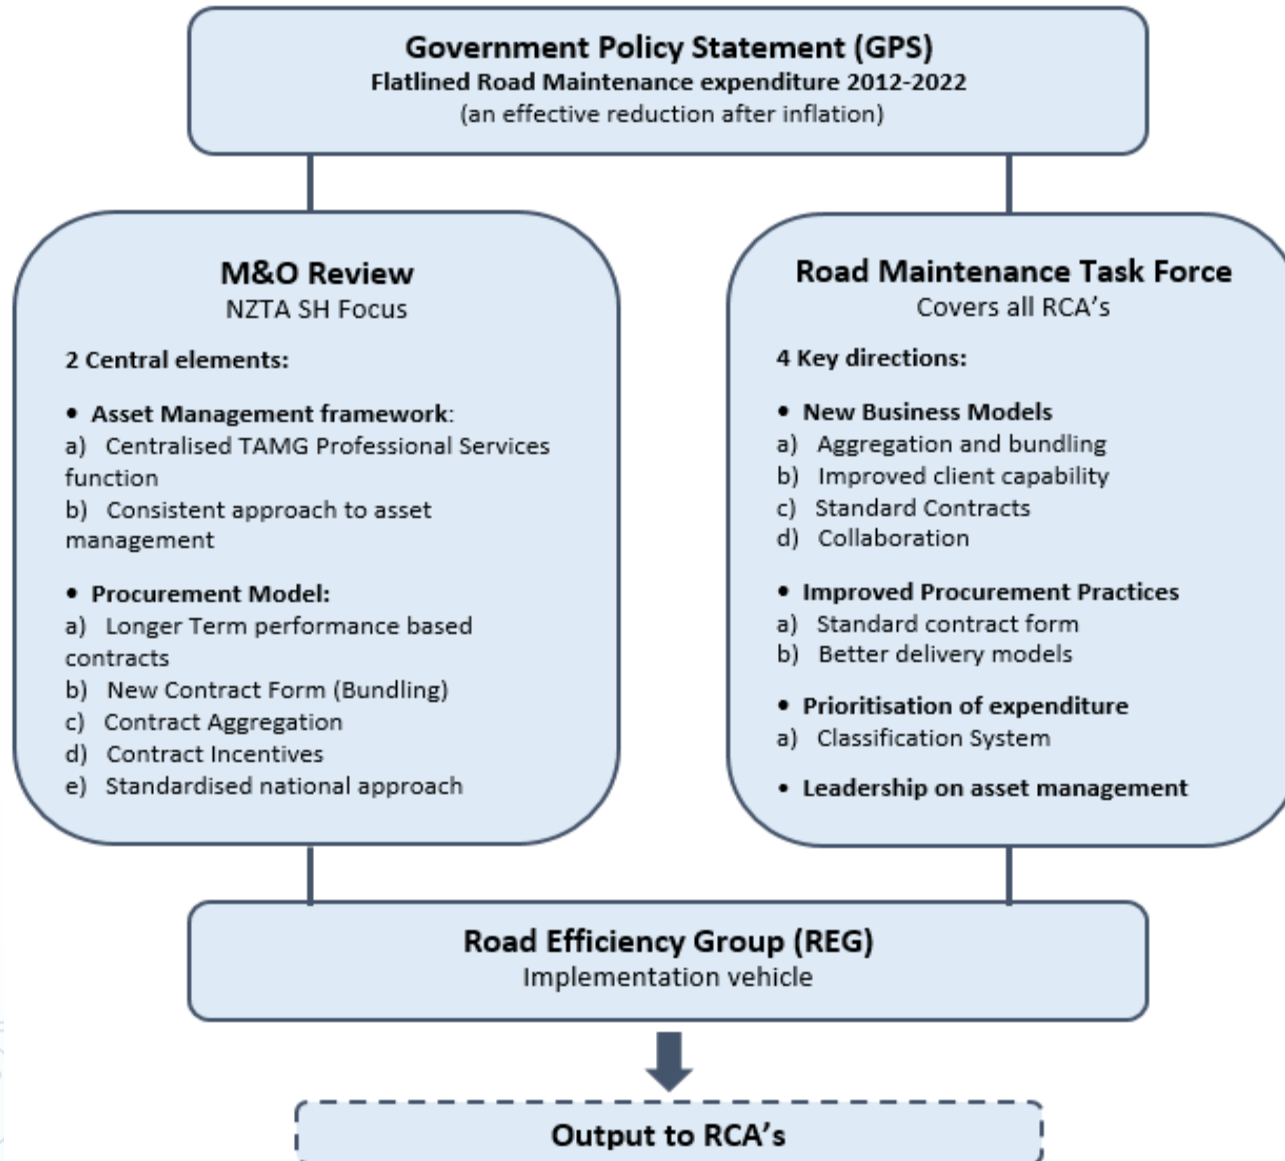 Government Policy Statement (GPS)
Flatlined Road Maintenance expenditure 2012-2022
(an effective reduction after inflation)
M&O Review
NZTA SH Focus
2 Central elements:
• Asset Management framework:
a) Centralised TAMG Professional Services
function
b) Consistent approach to asset
management
• Procurement Model:
a) Longer Term performance based
contracts
b) New Contract Form (Bundling)
c) Contract Aggregation
d) Contract Incentives
e) Standardised national approach
Road Maintenance Task Force
Covers all RCA’s
4 Key directions:
• New Business Models
a) Aggregation and bundling
b) Improved client capability
c) Standard Contracts
d) Collaboration
• Improved Procurement Practices
a) Standard contract form
b) Better delivery models
• Prioritisation of expenditure
a) Classification System
• Leadership on asset management
Road Efficiency Group (REG)
Implementation vehicle
Output to RCA’s